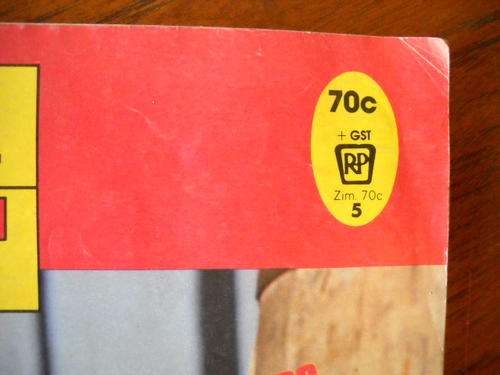 70c
+ GST
RP
Zim. 70c
5